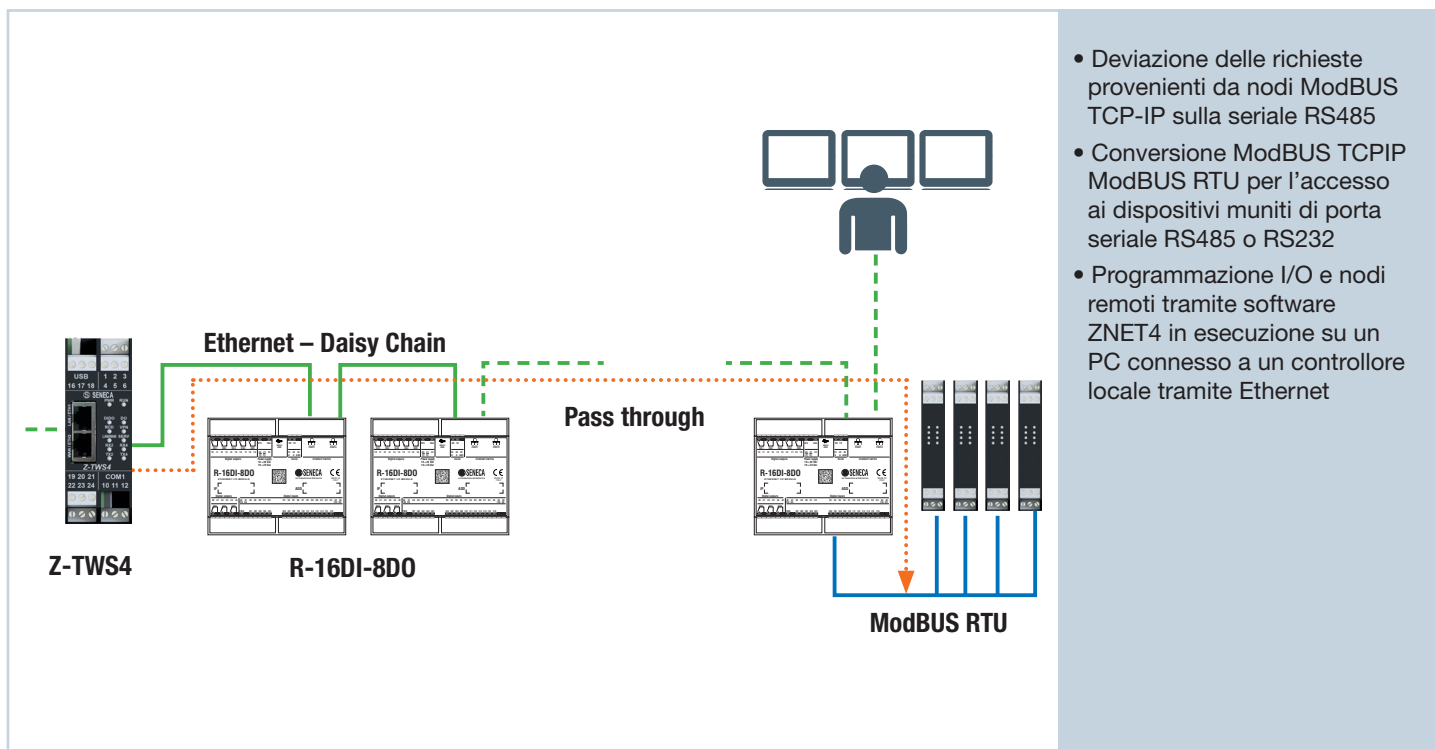 Ethernet – Daisy Chain
Pass through
USB
1 2 3
16 17 18
4 5 6
SENECA
Z-TWS4
19 20 21
COM1
22 23 24
10 11 12
Z-TWS4
R-16DI-8DO
SENECA
CE
R-16DI-8DO
SENECA
CE
R-16DI-8DO
R-16DI-8DO
SENECA
CE
ModBUS RTU
• Deviazione delle richieste
provenienti da nodi ModBUS
TCP-IP sulla seriale RS485
• Conversione ModBUS TCPIP
ModBUS RTU per l’accesso
ai dispositivi muniti di porta
seriale RS485 o RS232
• Programmazione I/O e nodi
remoti tramite software
ZNET4 in esecuzione su un
PC connesso a un controllore
locale tramite Ethernet